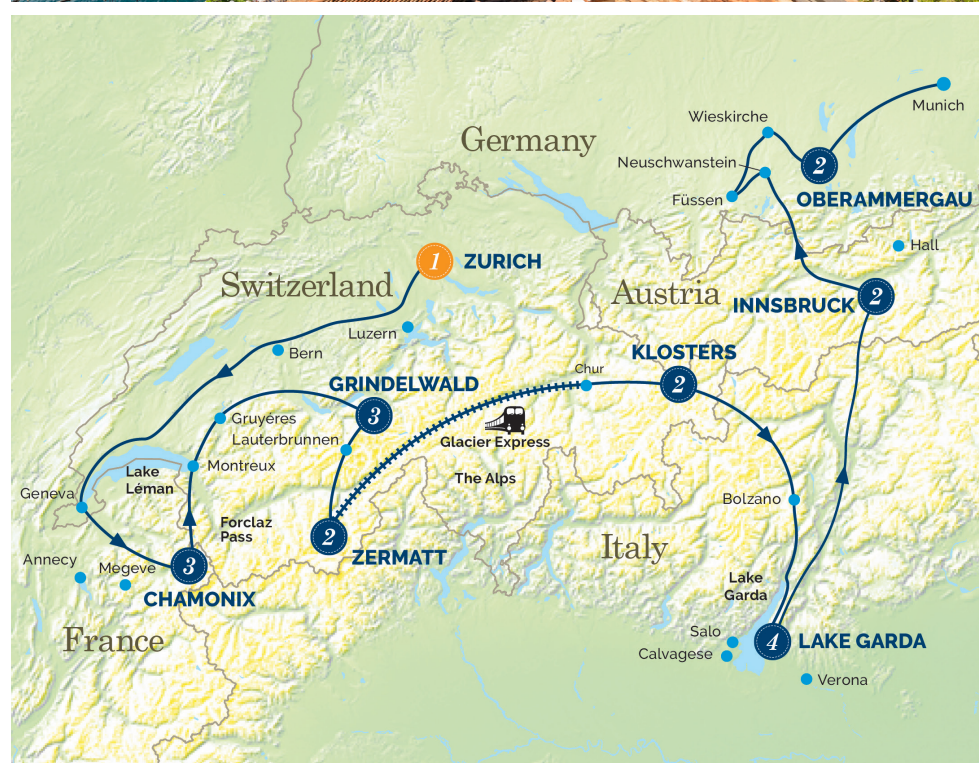 Munich
Wieskirche
Germany
Neuschwanstein
2
OBERAMMERGAU
Füssen
Hall
1 ZURICH
Switzerland
Austria
INNSBRUCK 2
Luzern
Bern
KLOSTERS
2
Chur
GRINDELWALD
3
Gruyères
Lauterbrunnen
Glacier Express
Montreux
Lake
Léman
The Alps
Geneva
Bolzano
Forclaz
Pass
2
ZERMATT
Italy
Annecy
Megeve
3
CHAMONIX
Lake
Garda
France
Salo
4 LAKE GARDA
Calvagese
Verona